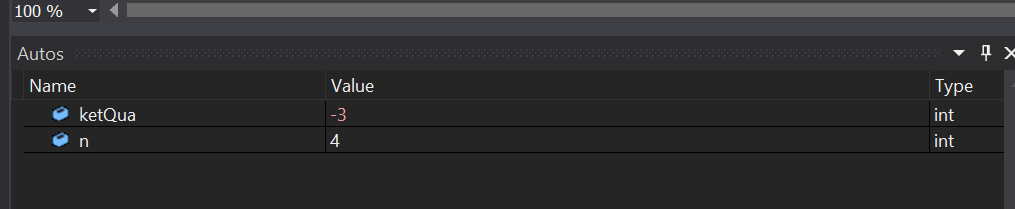 100 %
Autos
Name Value Type
ketQua -3 int
n 4 int